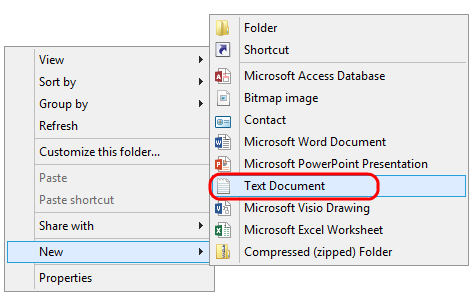 View
Sort by
Group by
Refresh
Customize this folder...
Paste
Paste shortcut
Share with
New
Properties
Folder
Shortcut
Microsoft Access Database
Bitmap image
Contact
Microsoft Word Document
Microsoft PowerPoint Presentation
Text Document
Microsoft Visio Drawing
Microsoft Excel Worksheet
Compressed (zipped) Folder